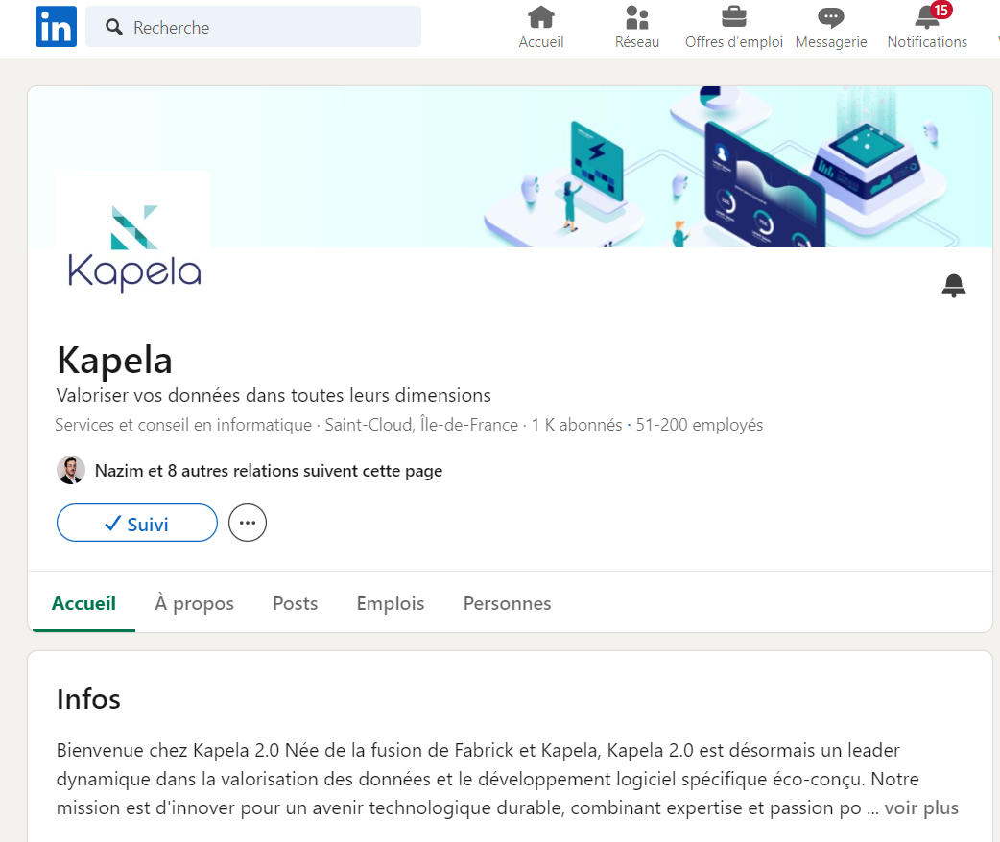 in
Recherche
Accueil
Réseau
Offres d'emploi
Messagerie
15
Notifications
Kapela
Kapela
Valoriser vos données dans toutes leurs dimensions
Services et conseil en informatique · Saint-Cloud, Île-de-France · 1 K abonnés · 51-200 employés
Nazim et 8 autres relations suivent cette page
Suivi
Accueil
À propos
Posts
Emplois
Personnes
Infos
Bienvenue chez Kapela 2.0 Née de la fusion de Fabrick et Kapela, Kapela 2.0 est désormais un leader
dynamique dans la valorisation des données et le développement logiciel spécifique éco-conçu. Notre
mission est d'innover pour un avenir technologique durable, combinant expertise et passion po ... voir plus